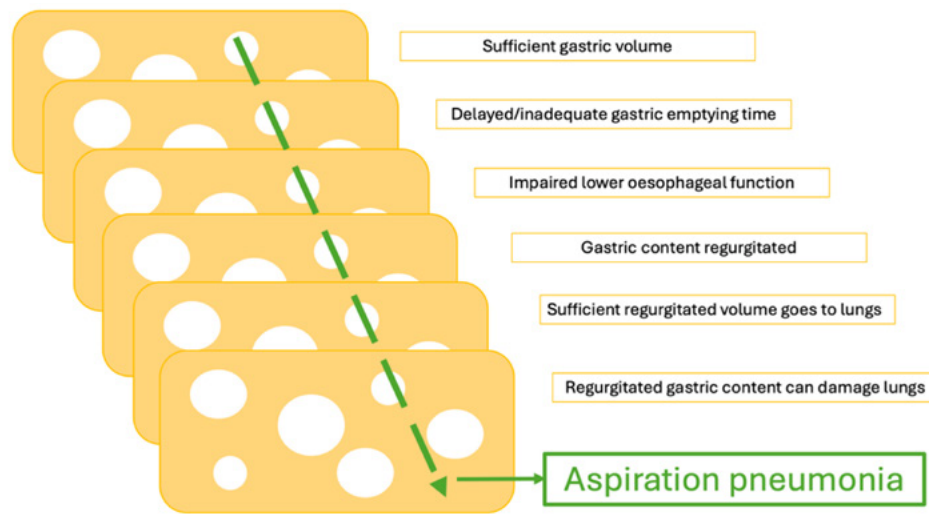 Sufficient gastric volume
Delayed/inadequate gastric emptying time
Impaired lower oesophageal function
Gastric content regurgitated
Sufficient regurgitated volume goes to lungs
Regurgitated gastric content can damage lungs
Aspiration pneumonia